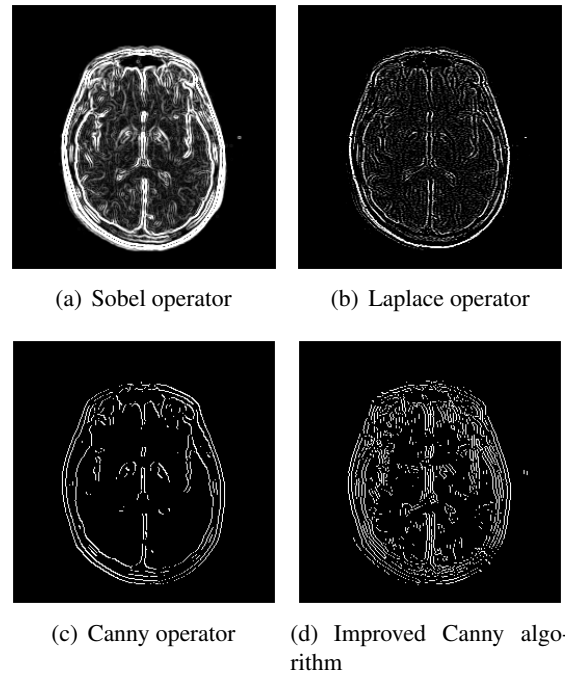 (a) Sobel operator
(b) Laplace operator
(c) Canny operator
(d) Improved Canny algo-
rithm